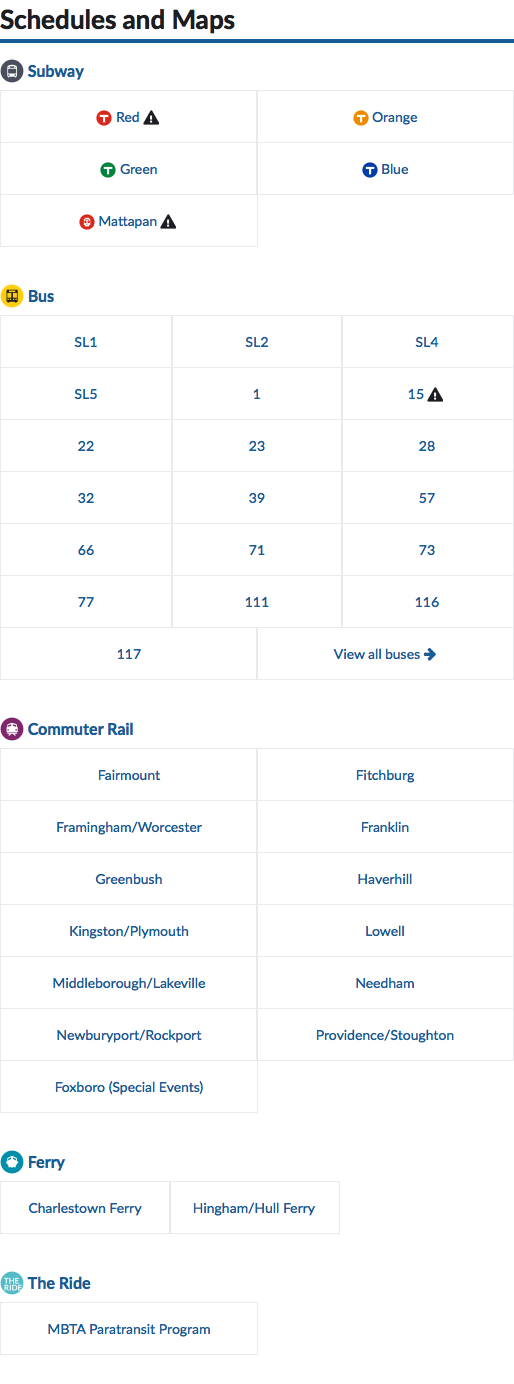 Schedules and Maps
Subway
T Red T Orange
T Green T Blue
Mattapan
Bus
SL1 SL2 SL4
SL5 1 15
22 23 28
32 39 57
66 71 73
77 111 116
117 View all buses
Commuter Rail
Fairmount Fitchburg
Framingham/Worcester Franklin
Greenbush Haverhill
Kingston/Plymouth Lowell
Middleborough/Lakeville Needham
Newburyport/Rockport Providence/Stoughton
Foxboro (Special Events)
Ferry
Charlestown Ferry Hingham/Hull Ferry
THE RIDE The Ride
MBTA Paratransit Program